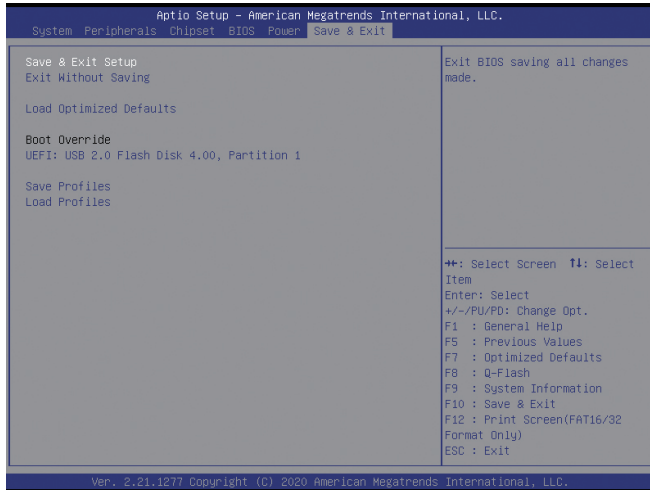 Aptio Setup – American Megatrends International, LLC.
System Peripherals Chipset BIOS Power Save & Exit
Save & Exit Setup
Exit Without Saving
Load Optimized Defaults
Boot Override
UEFI: USB 2.0 Flash Disk 4.00, Partition 1
Save Profiles
Load Profiles
Exit BIOS saving all changes
made.
→←: Select Screen ↑↓: Select
Item
Enter: Select
+/-/PU/PD: Change Opt.
F1 : General Help
F5 : Previous Values
F7 : Optimized Defaults
F8 : Q-Flash
F9 : System Information
F10 : Save & Exit
F12 : Print Screen(FAT16/32
Format Only)
ESC : Exit
Ver. 2.21.1277 Copyright (C) 2020 American Megatrends International, LLC.